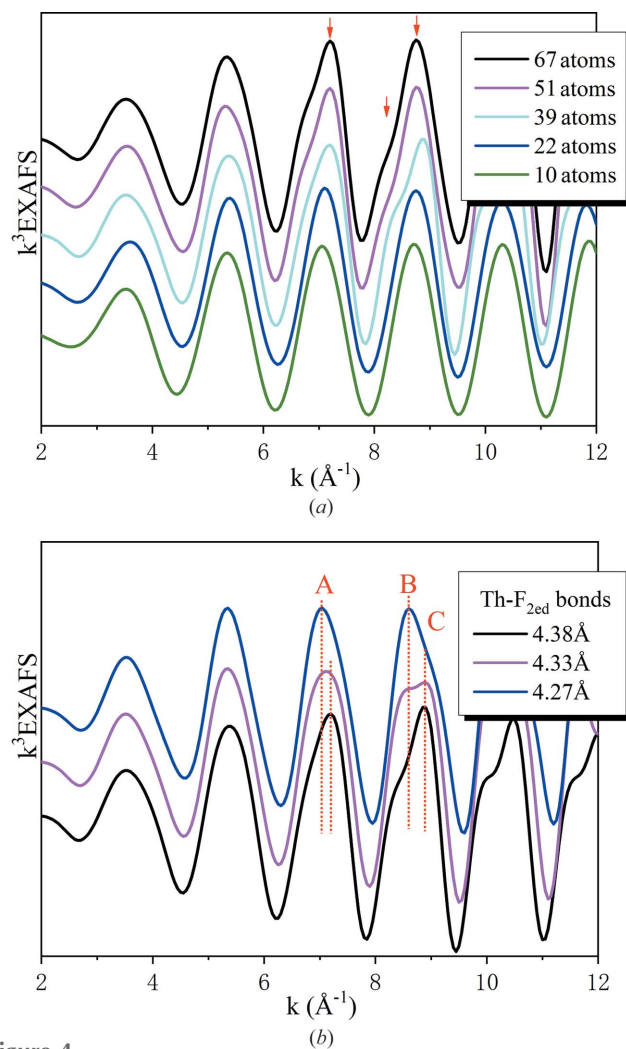 k³EXAFS
67 atoms
51 atoms
39 atoms
22 atoms
10 atoms
2 4 6 8 10 12
k (Å⁻¹)
(a)
k³EXAFS
A B C
Th-F₂ₑd bonds
4.38Å
4.33Å
4.27Å
2 4 6 8 10 12
k (Å⁻¹)
(b)